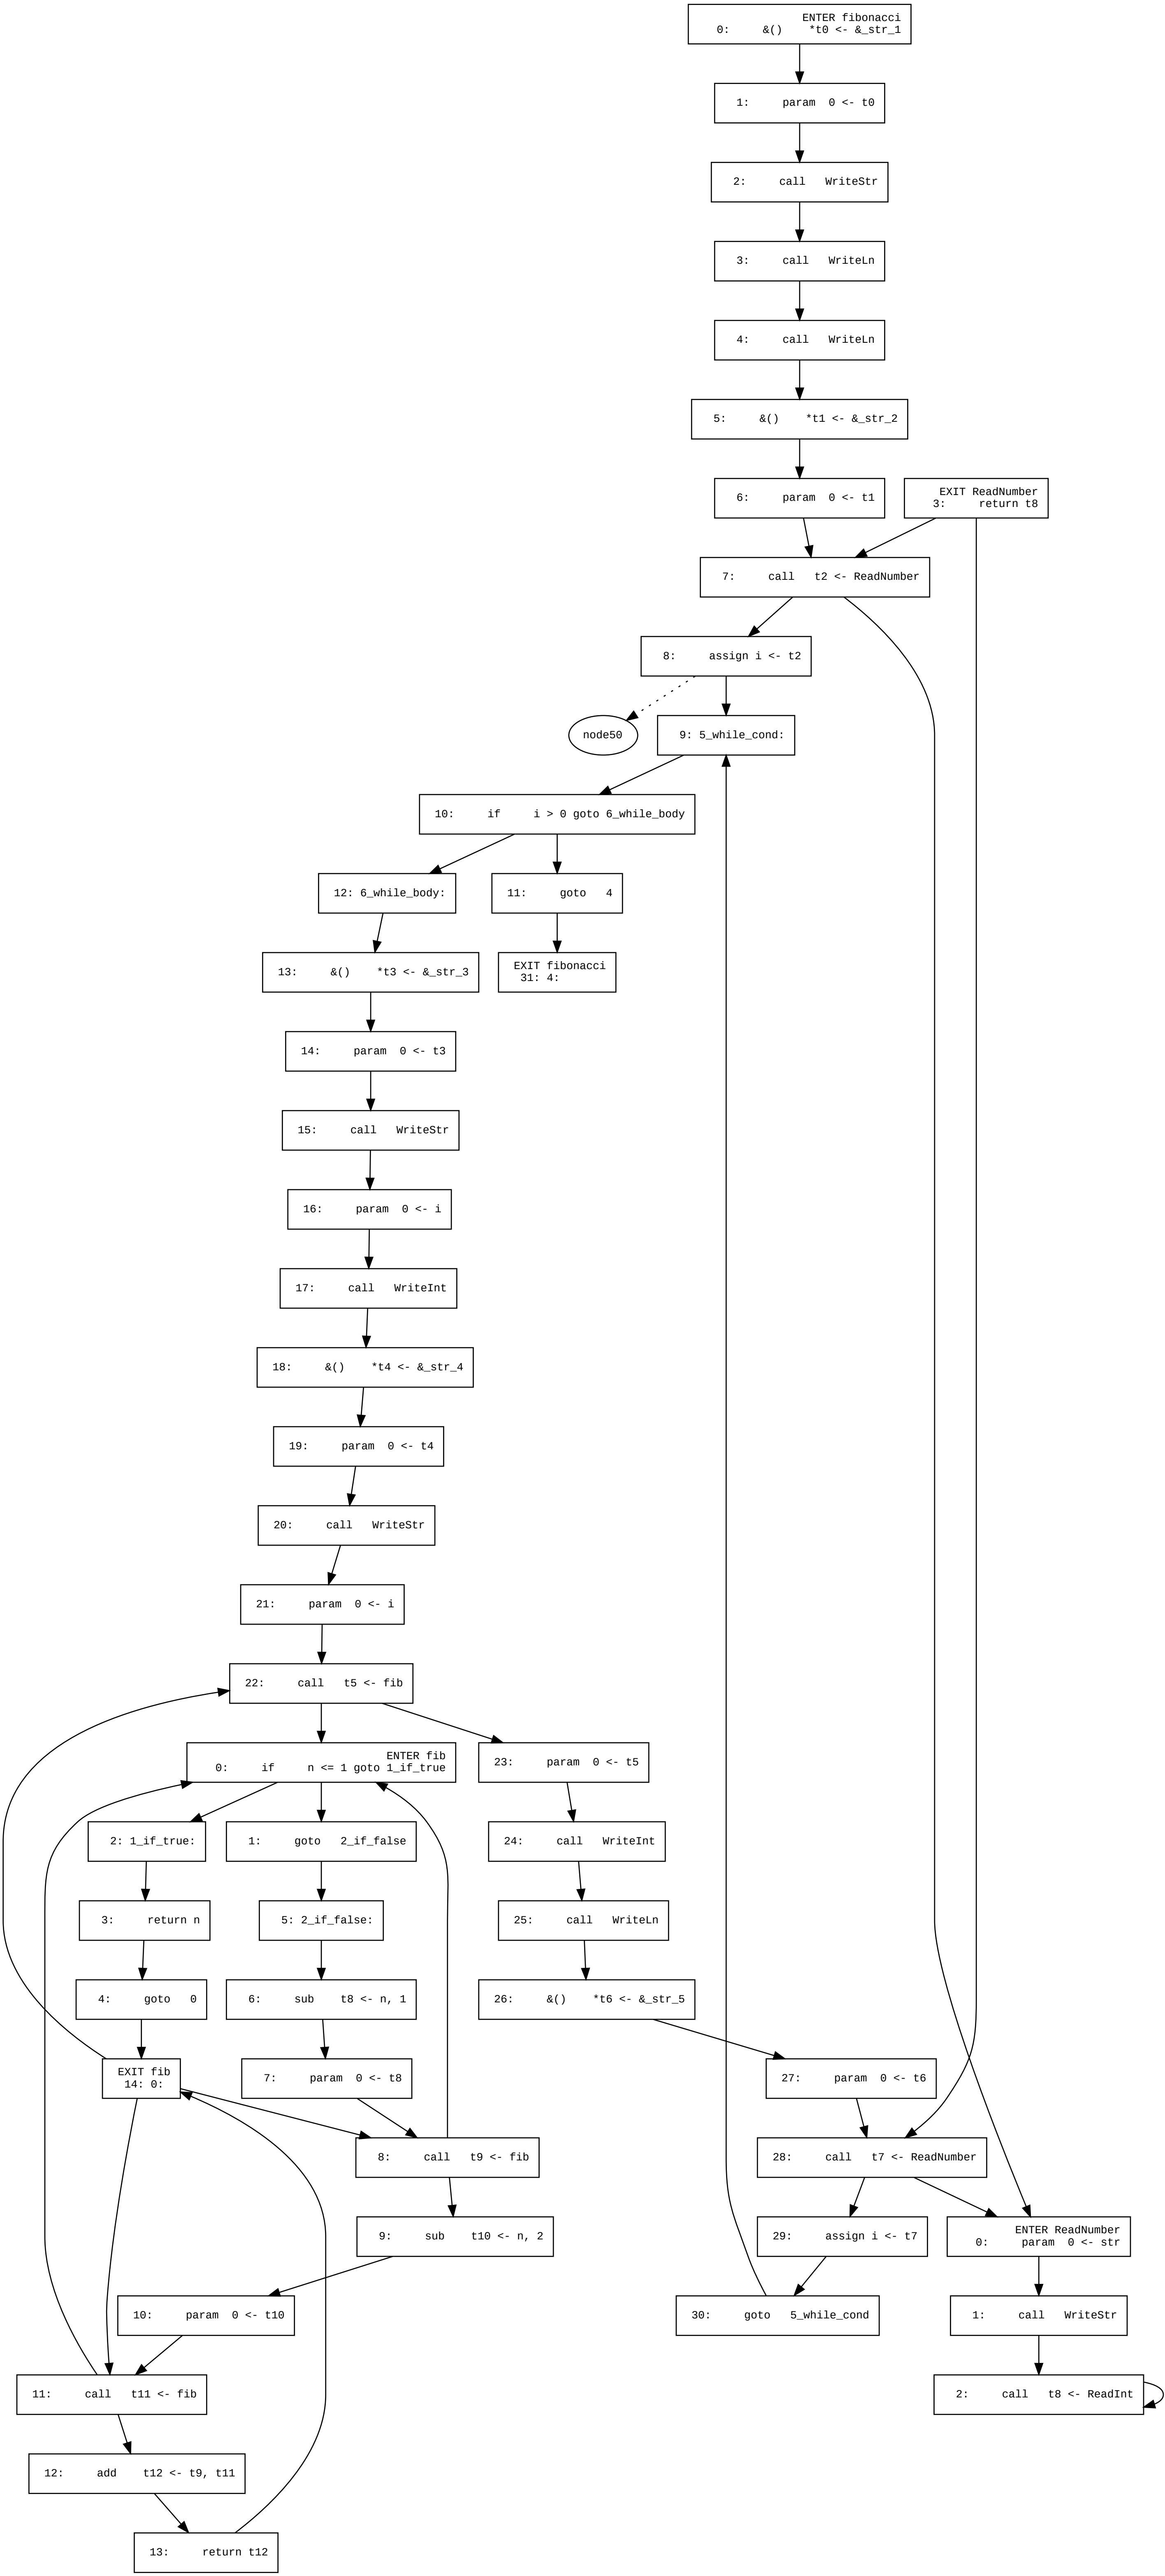 ENTER fibonacci
0: &() *t0 <- &_str_1
1: param 0 <- t0
2: call WriteStr
3: call WriteLn
4: call WriteLn
5: &() *t1 <- &_str_2
6: param 0 <- t1
EXIT ReadNumber
3: return t8
7: call t2 <- ReadNumber
8: assign i <- t2
node50
9: 5_while_cond:
10: if i > 0 goto 6_while_body
12: 6_while_body:
11: goto 4
13: &() *t3 <- &_str_3
EXIT fibonacci
31: 4:
14: param 0 <- t3
15: call WriteStr
16: param 0 <- i
17: call WriteInt
18: &() *t4 <- &_str_4
19: param 0 <- t4
20: call WriteStr
21: param 0 <- i
22: call t5 <- fib
ENTER fib
0: if n <= 1 goto 1_if_true
23: param 0 <- t5
2: 1_if_true:
1: goto 2_if_false
24: call WriteInt
3: return n
5: 2_if_false:
25: call WriteLn
4: goto 0
6: sub t8 <- n, 1
26: &() *t6 <- &_str_5
EXIT fib
14: 0:
7: param 0 <- t8
27: param 0 <- t6
8: call t9 <- fib
28: call t7 <- ReadNumber
9: sub t10 <- n, 2
29: assign i <- t7
ENTER ReadNumber
0: param 0 <- str
10: param 0 <- t10
30: goto 5_while_cond
1: call WriteStr
11: call t11 <- fib
2: call t8 <- ReadInt
12: add t12 <- t9, t11
13: return t12